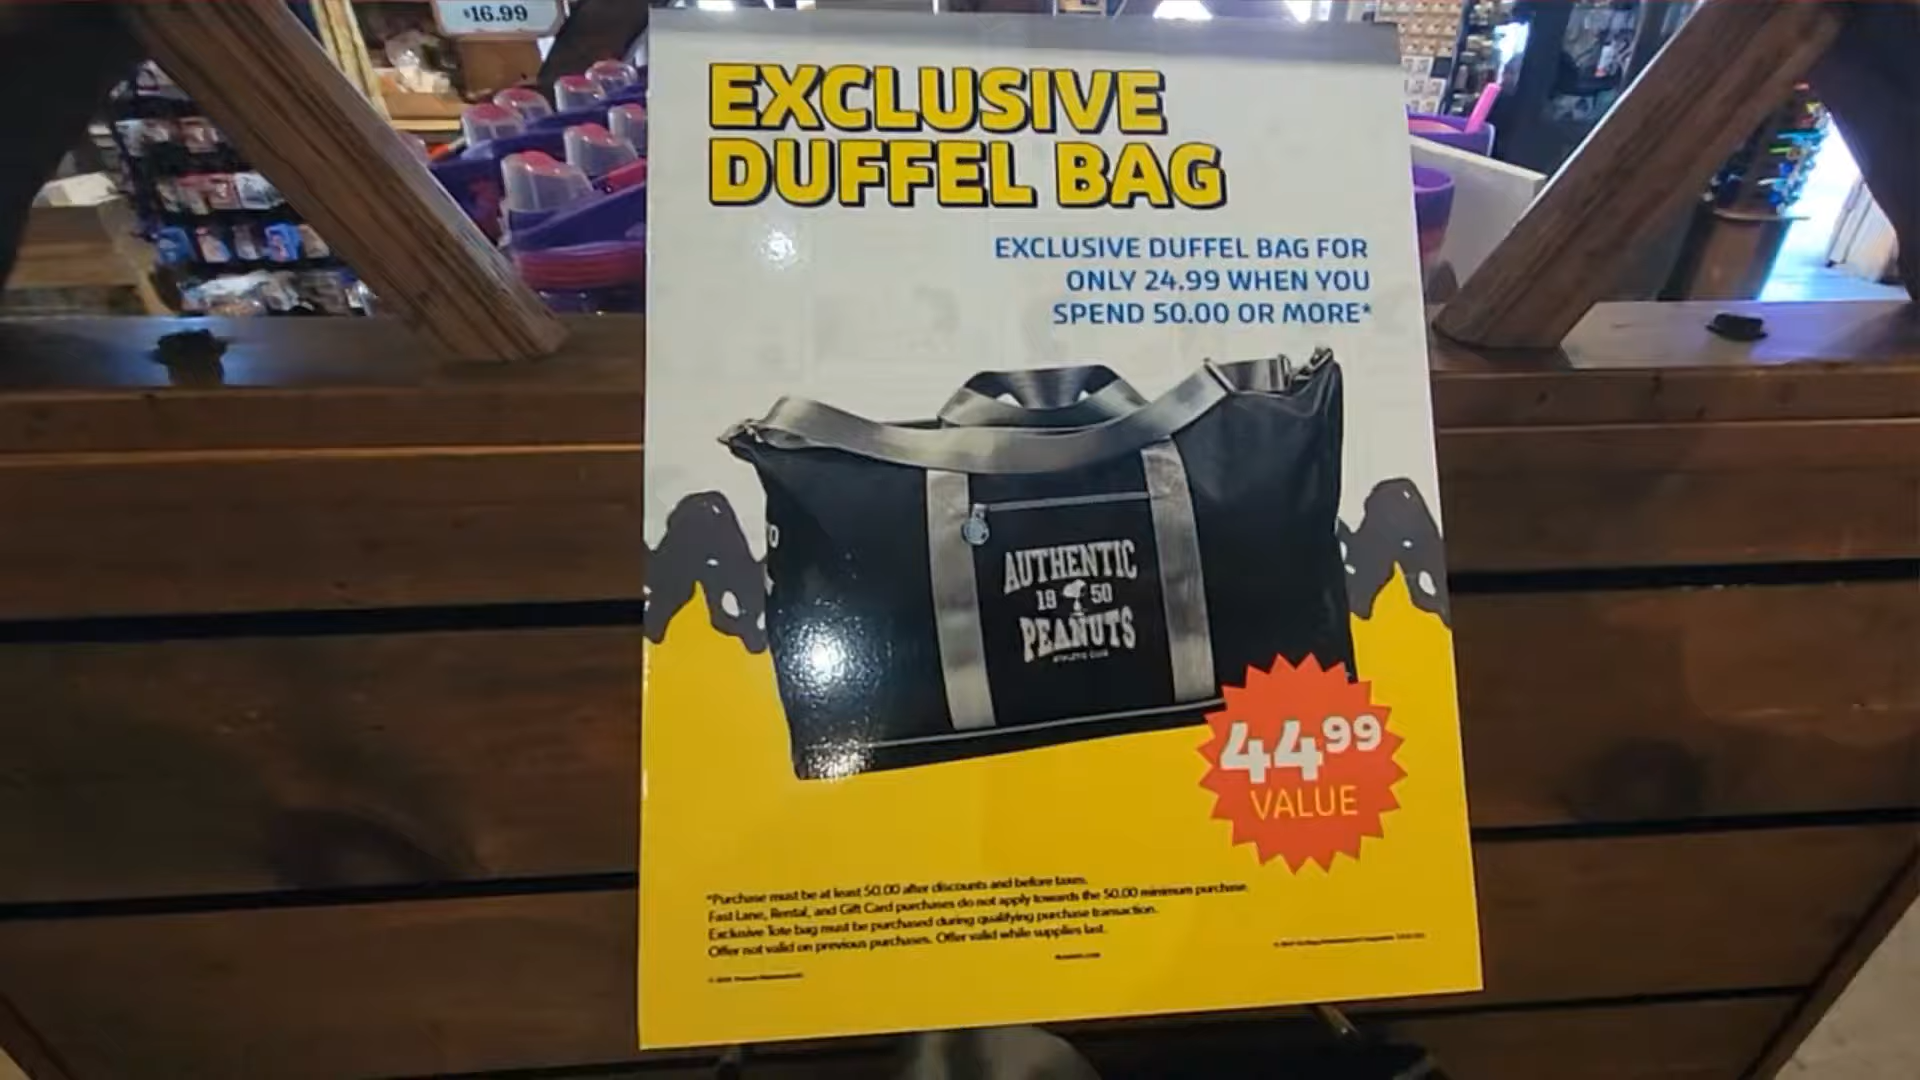 $16.99
EXCLUSIVE
DUFFEL BAG
EXCLUSIVE DUFFEL BAG FOR
ONLY 24.99 WHEN YOU
SPEND 50.00 OR MORE*
AUTHENTIC
19 50
PEANUTS
ATHLETIC CLUB
44.99
VALUE
*Purchase must be at least 50.00 after discounts and before taxes.
Fast Lane, Rental, and Gift Card purchases do not apply towards the 50.00 minimum purchase.
Exclusive Tote bag must be purchased during qualifying purchase transaction.
Offer not valid on previous purchases. Offer valid while supplies last.